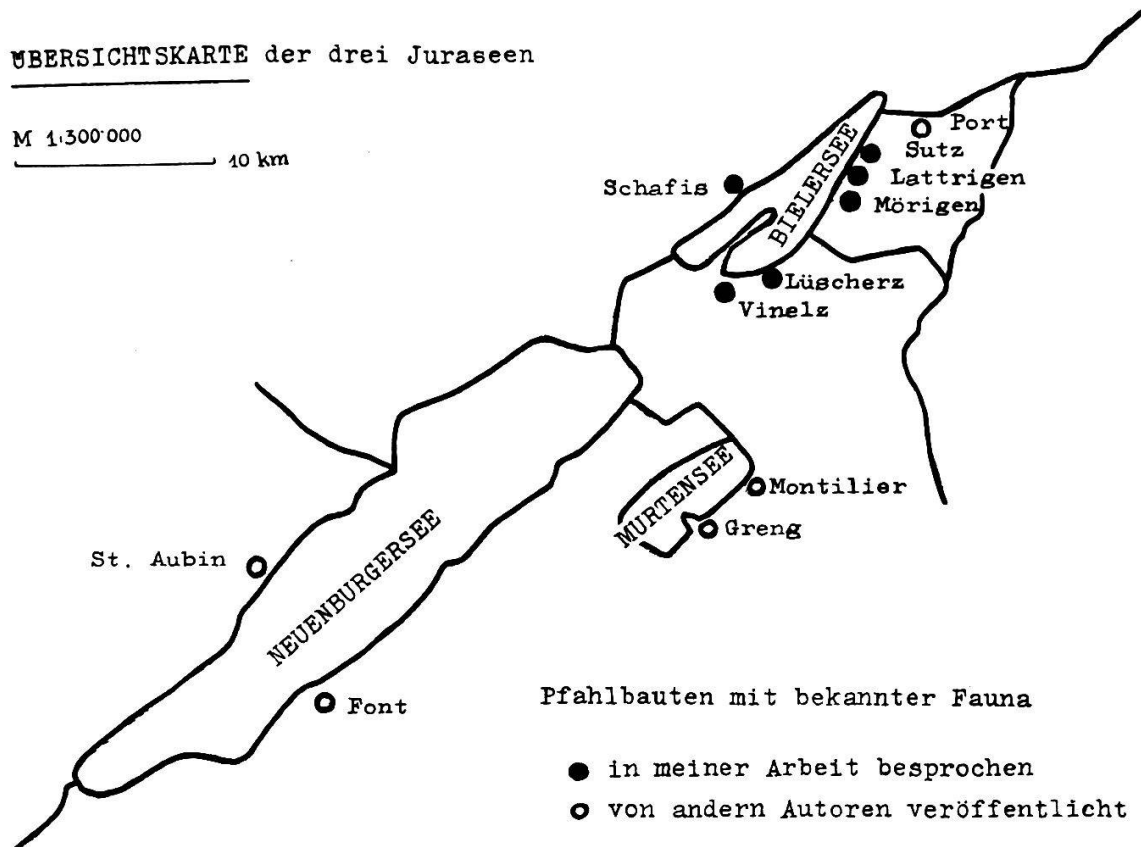 ÜBERSICHTSKARTE der drei Juraseen
M 1:300'000
10 km
Port
Sutz
Schafis
Lattrigen
Mörigen
BIELERSEE
Lüscherz
Vinelz
MURTENSEE
Montilier
Greng
St. Aubin
NEUENBURGERSEE
Font
Pfahlbauten mit bekannter Fauna
in meiner Arbeit besprochen
von andern Autoren veröffentlicht